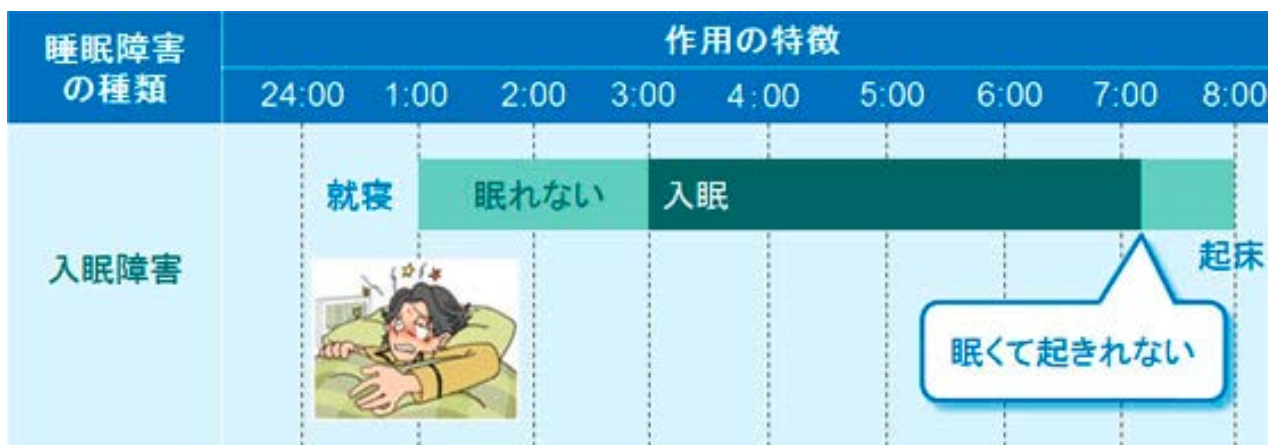 睡眠障害
の種類
作用の特徴
24:00 1:00 2:00 3:00 4:00 5:00 6:00 7:00 8:00
就寝
眠れない
入眠
入眠障害
起床
眠くて起きれない